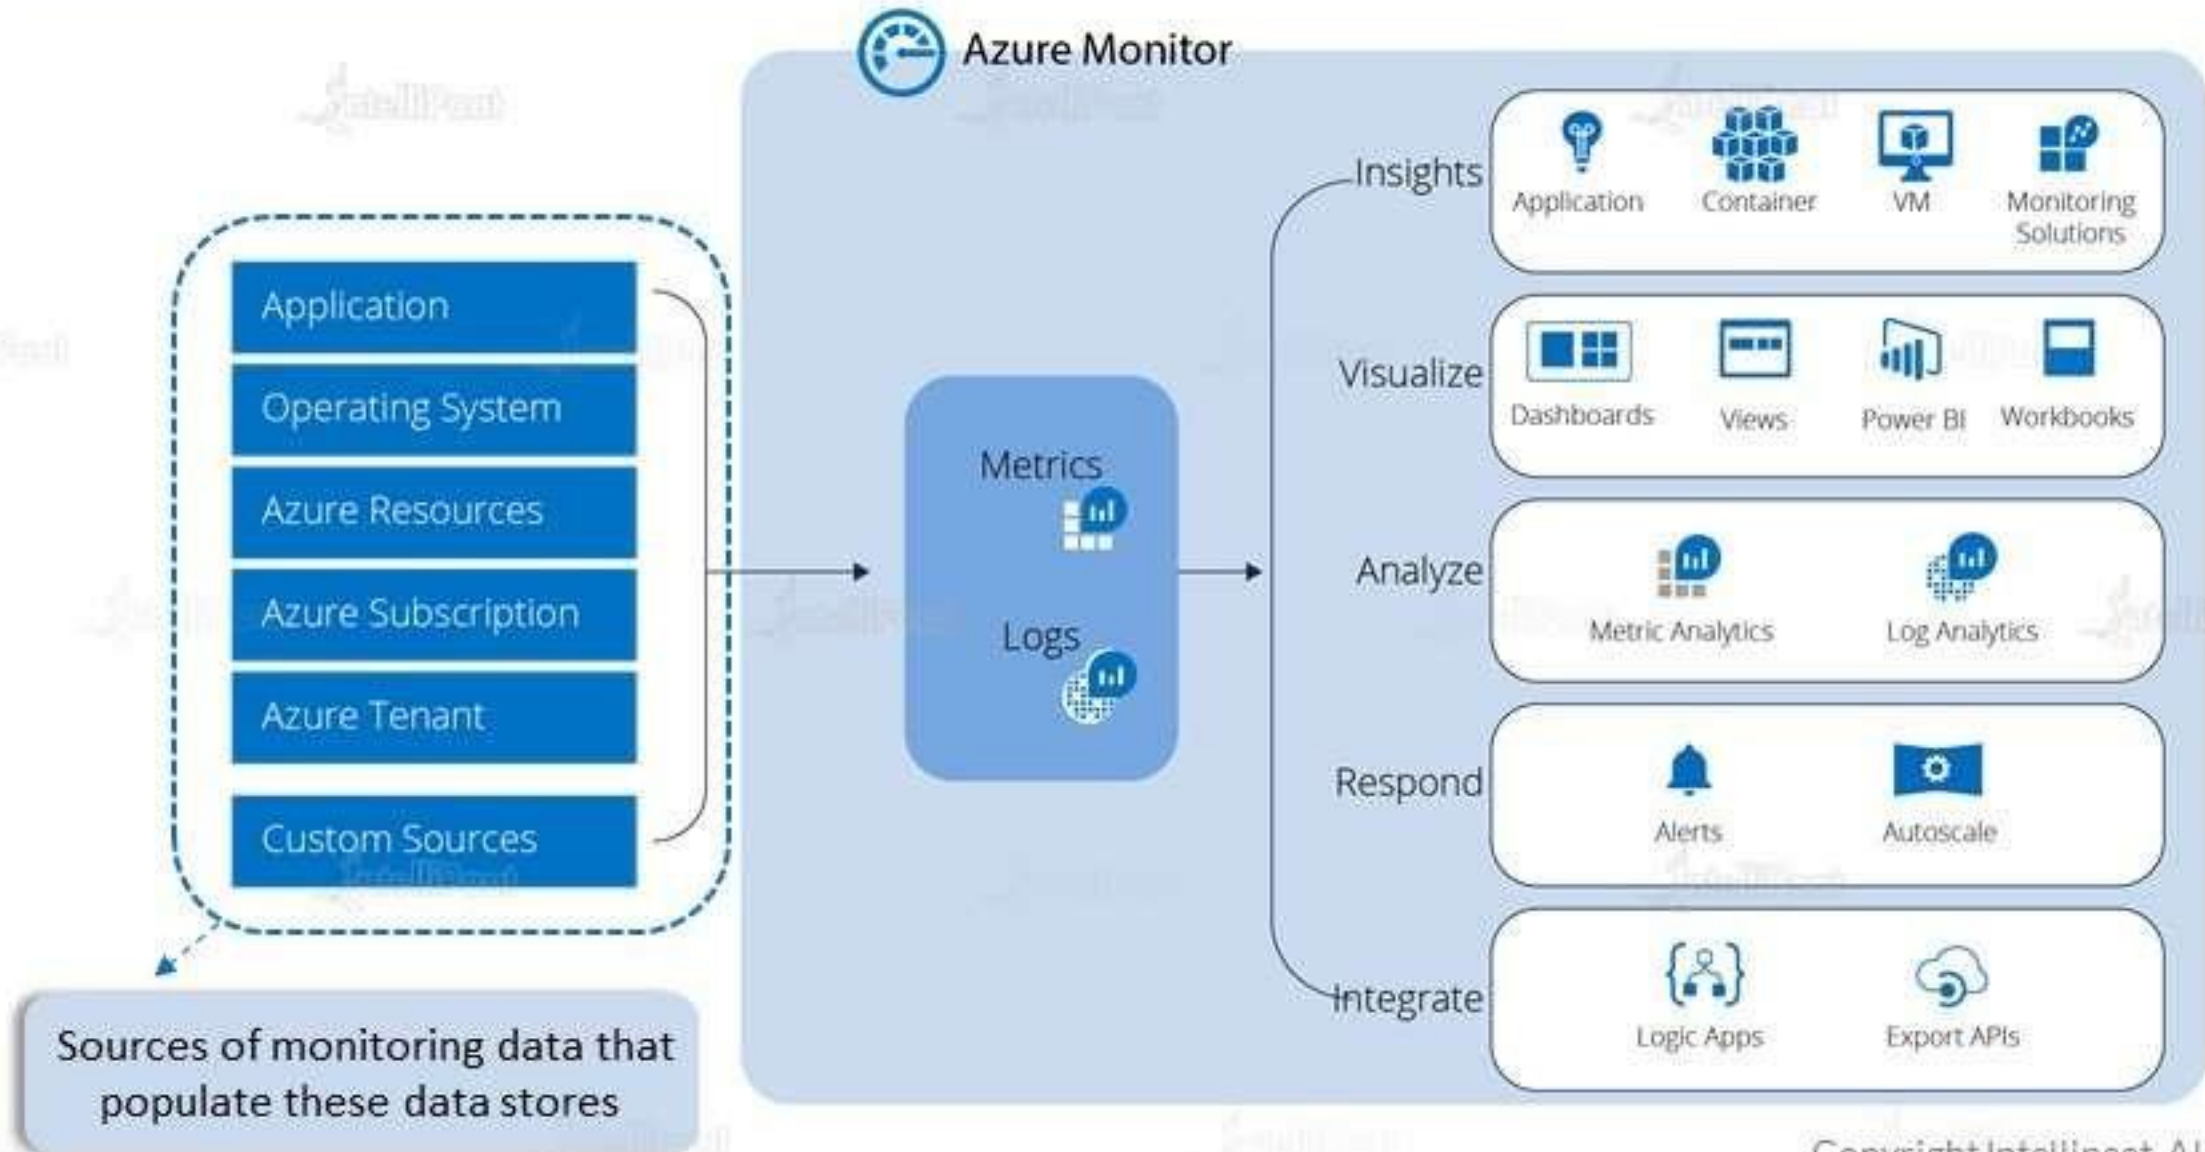 Azure Monitor
Application
Operating System
Azure Resources
Azure Subscription
Azure Tenant
Custom Sources
Sources of monitoring data that
populate these data stores
Metrics
Logs
Insights
Application
Container
VM
Monitoring
Solutions
Visualize
Dashboards
Views
Power BI
Workbooks
Analyze
Metric Analytics
Log Analytics
Respond
Alerts
Autoscale
Integrate
Logic Apps
Export APIs